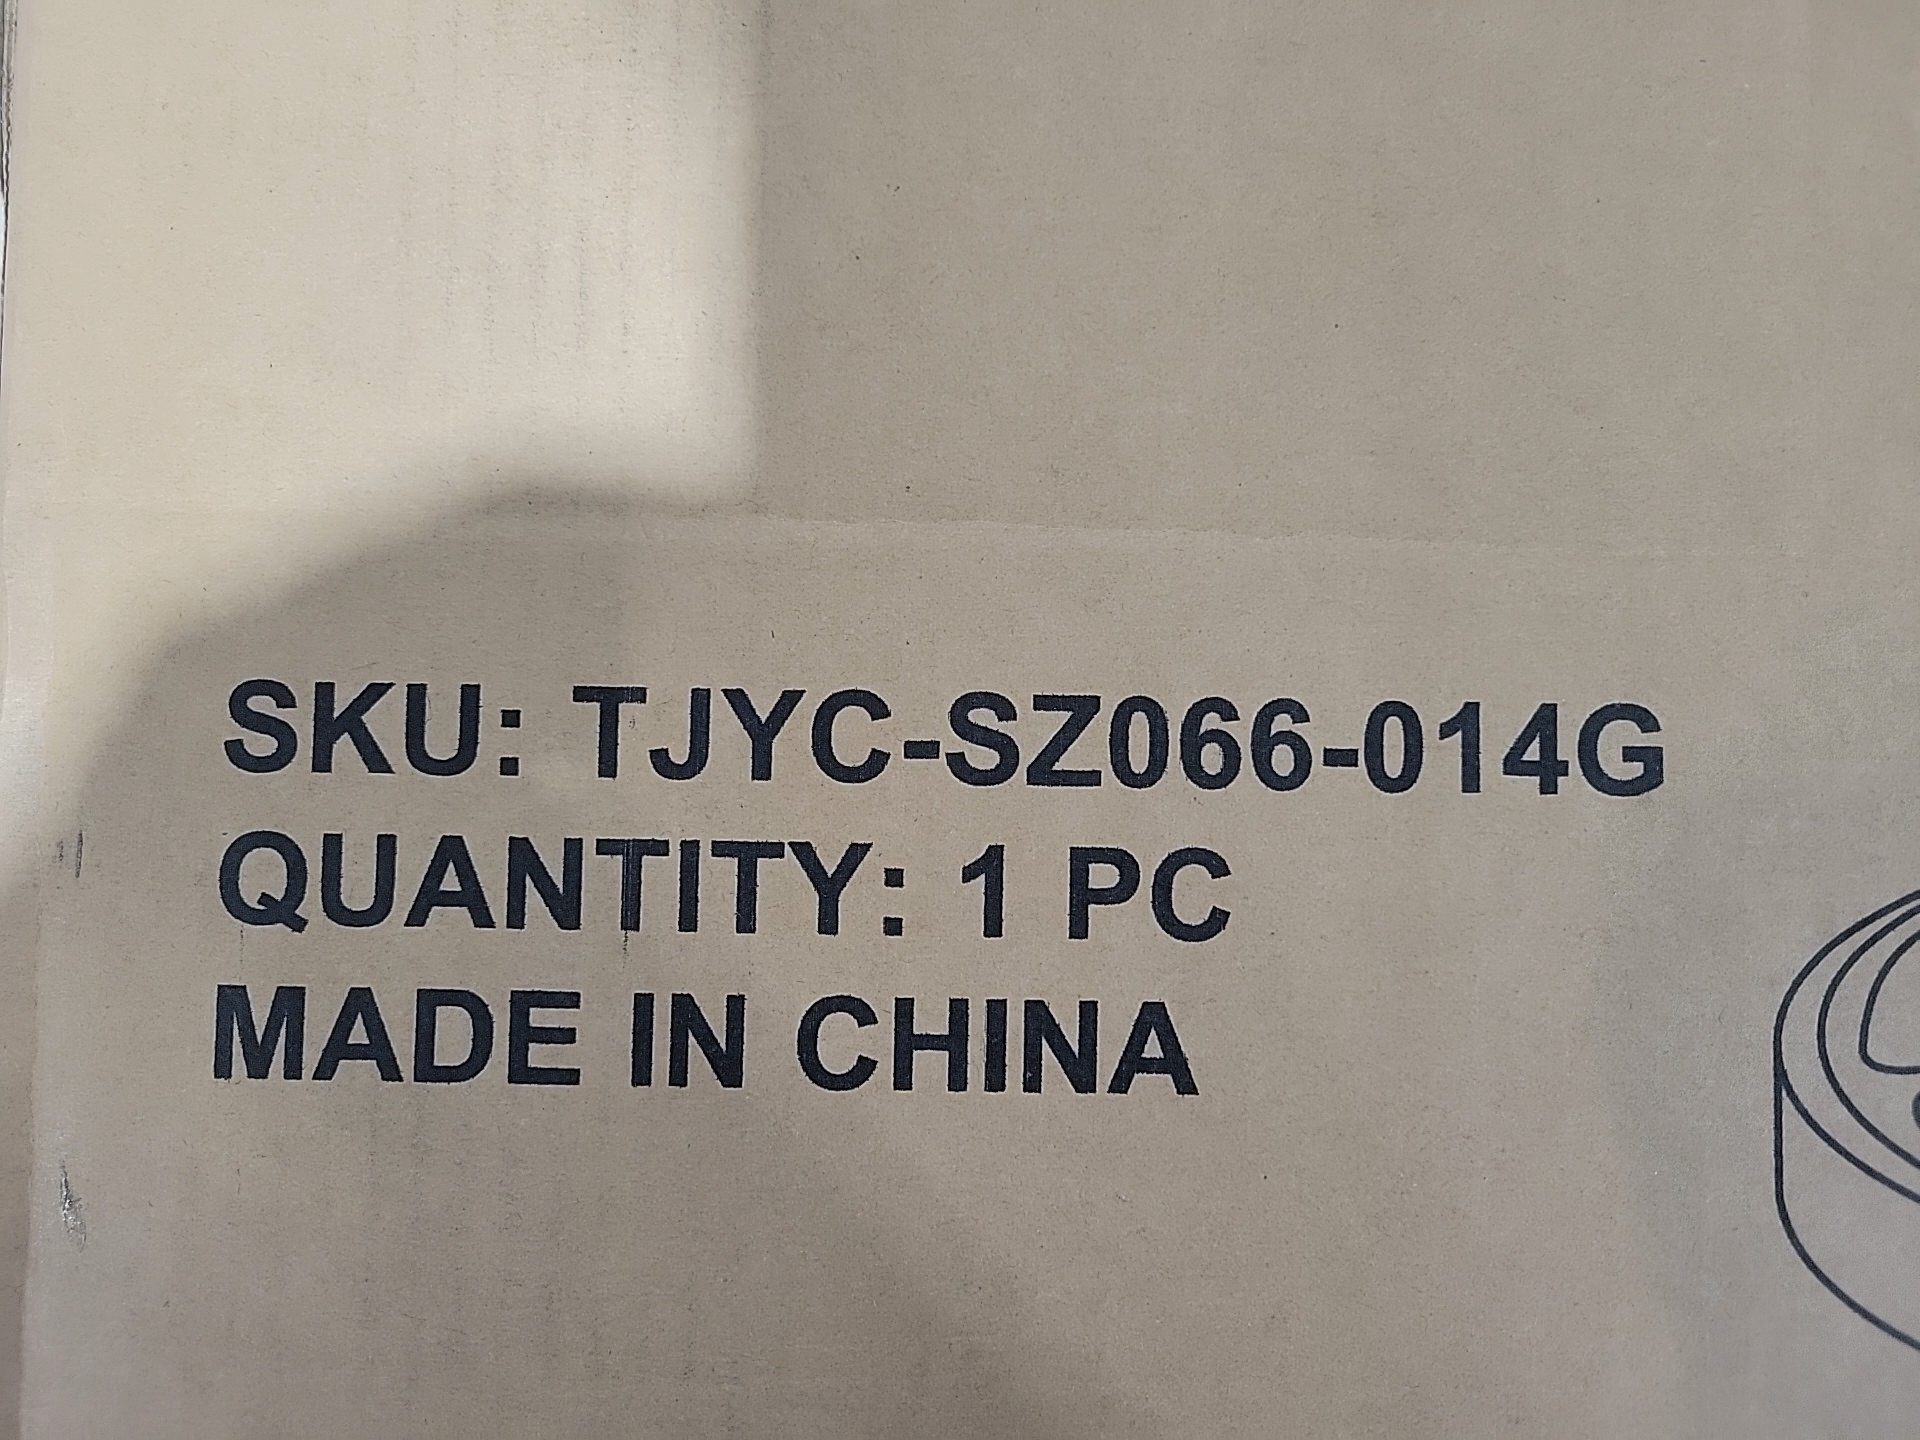 SKU: TJYC-SZ066-014G
QUANTITY: 1 PC
MADE IN CHINA